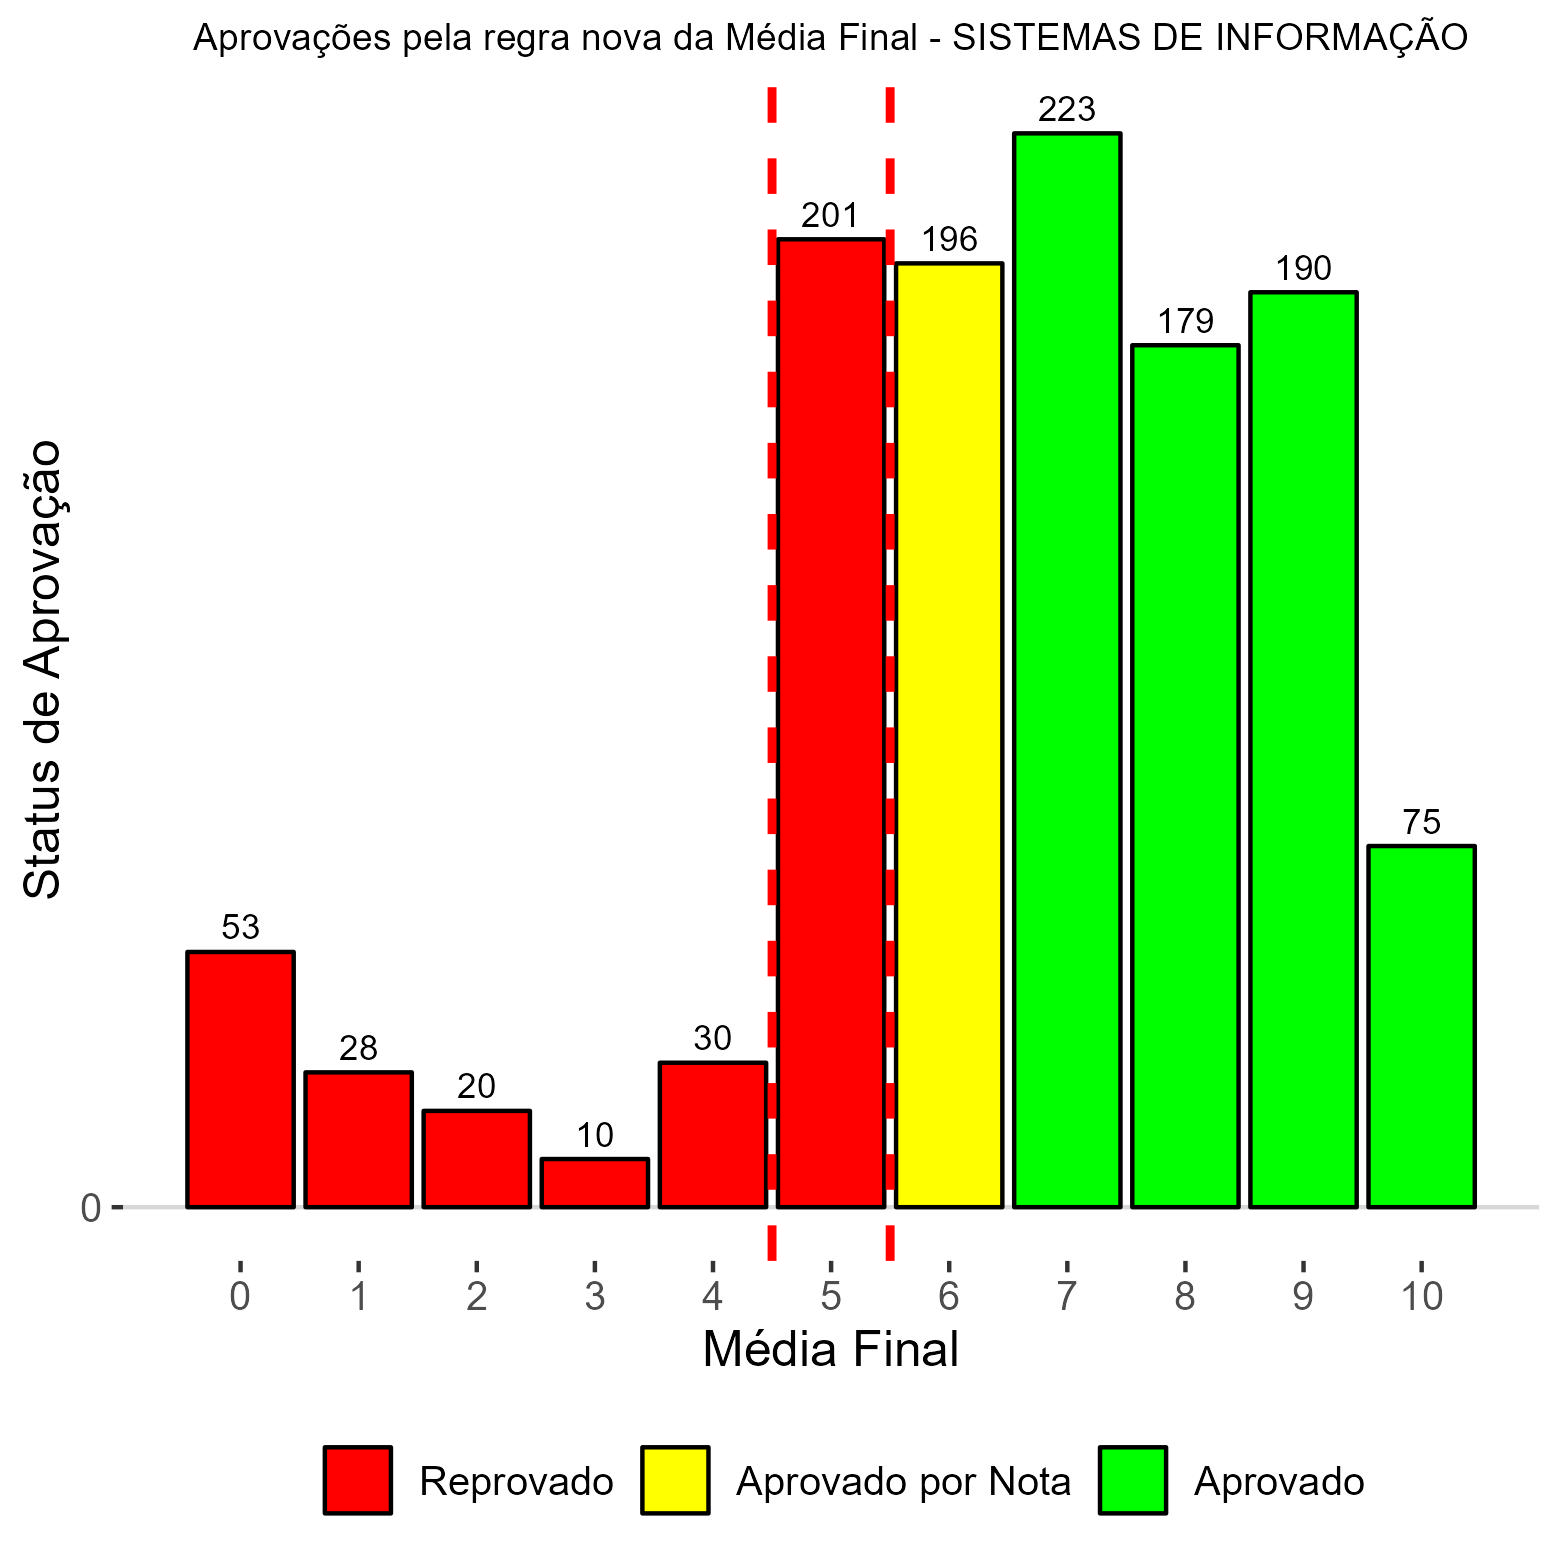 Aprovações pela regra nova da Média Final - SISTEMAS DE INFORMAÇÃO
223
201
196
190
179
75
53
30
28
20
10
Status de Aprovação
0
0 1 2 3 4 5 6 7 8 9 10
Média Final
Reprovado Aprovado por Nota Aprovado